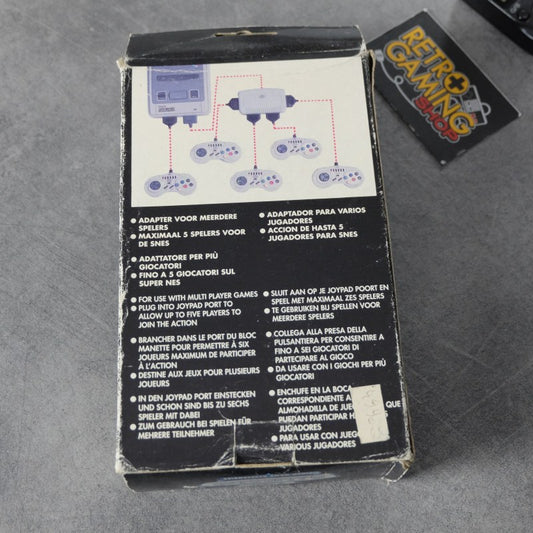 RETRO
GAMING
SHOP
• ADAPTER VOOR MEERDERE
SPELERS
• MAXIMAAL 5 SPELERS VOOR
DE SNES
• ADATTATORE PER PIÙ
GIOCATORI
• FINO A 5 GIOCATORI SUL
SUPER NES
• ADAPTADOR PARA VARIOS
JUGADORES
• ACCION DE HASTA 5
JUGADORES PARA SNES
• FOR USE WITH MULTI PLAYER GAMES
• PLUG INTO JOYPAD PORT TO
ALLOW UP TO FIVE PLAYERS TO
JOIN THE ACTION
• BRANCHER DANS LE PORT DU BLOC
MANETTE POUR PERMETTRE À SIX
JOUEURS MAXIMUM DE PARTICIPER
À L'ACTION
• DESTINE AUX JEUX POUR PLUSIEURS
JOUEURS
• IN DEN JOYPAD PORT EINSTECKEN
UND SCHON SIND BIS ZU SECHS
SPIELER MIT DABEI
• ZUM GEBRAUCH BEI SPIELEN FÜR
MEHRERE TEILNEHMER
• SLUIT AAN OP JE JOYPAD POORT EN
SPEEL MET MAXIMAAL ZES SPELERS
• TE GEBRUIKEN BIJ SPELLEN VOOR
MEERDERE SPELERS
• COLLEGA ALLA PRESA DELLA
PULSANTIERA PER CONSENTIRE A
FINO A SEI GIOCATORI DI
PARTECIPARE AL GIOCO
• DA USARE CON I GIOCHI PER PIÙ
GIOCATORI
• ENCHUFE EN LA BOCA
CORRESPONDIENTE A
ALMOHADILLA DE QUE
PUEDAN PARTICIPAR
JUGADORES
• PARA USAR CON
VARIOUS JUGADORES